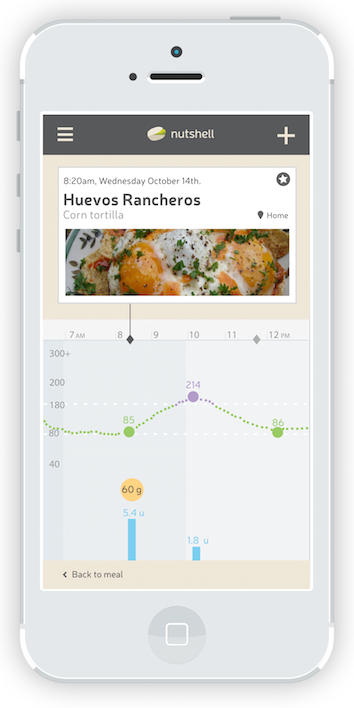 nutshell
8:20am, Wednesday October 14th.
Huevos Rancheros
Corn tortilla
Home
7 AM 8 9 10 11 12 PM
300+
200
214
180
85
86
80
40
60 g
5.4 u
1.8 u
Back to meal